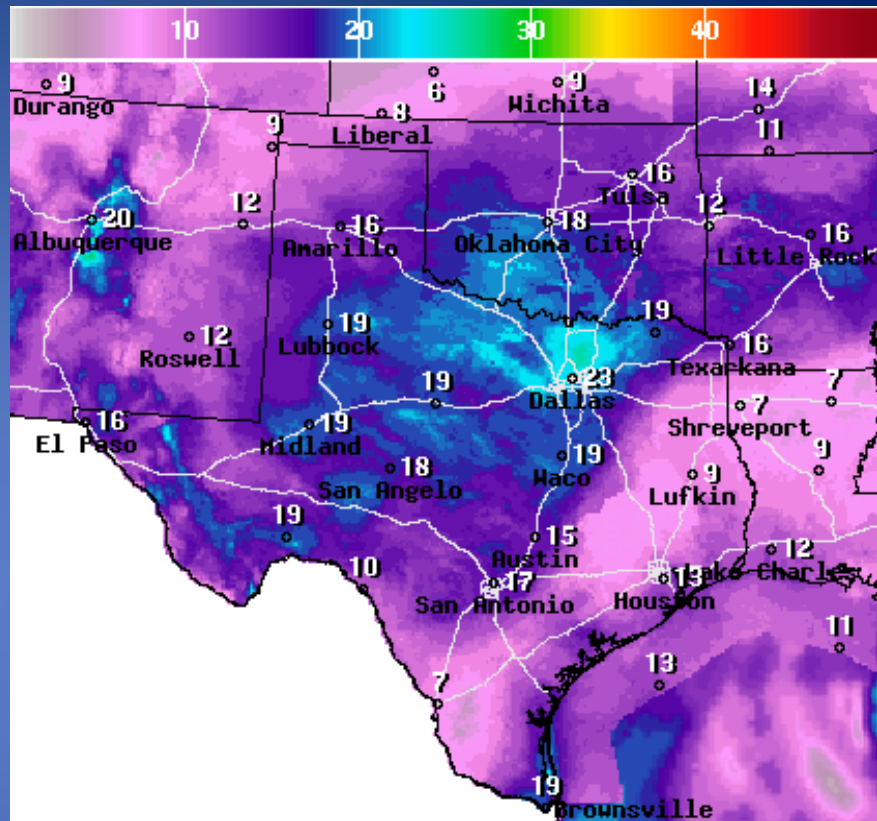 10 20 30 40
9
Durango
6
9
Wichita
8
Liberal
14
9
11
16
Tulsa
20
Albuquerque
12
16
Amarillo
18
Oklahoma City
12
16
Little Rock
12
Roswell
19
Lubbock
19
16
Texarkana
23
Dallas
19
7
Shreveport
7
16
El Paso
19
Midland
18
San Angelo
19
Waco
9
Lufkin
9
19
15
Austin
12
Lake Charles
10
17
San Antonio
13
Houston
11
13
7
19
Brownsville